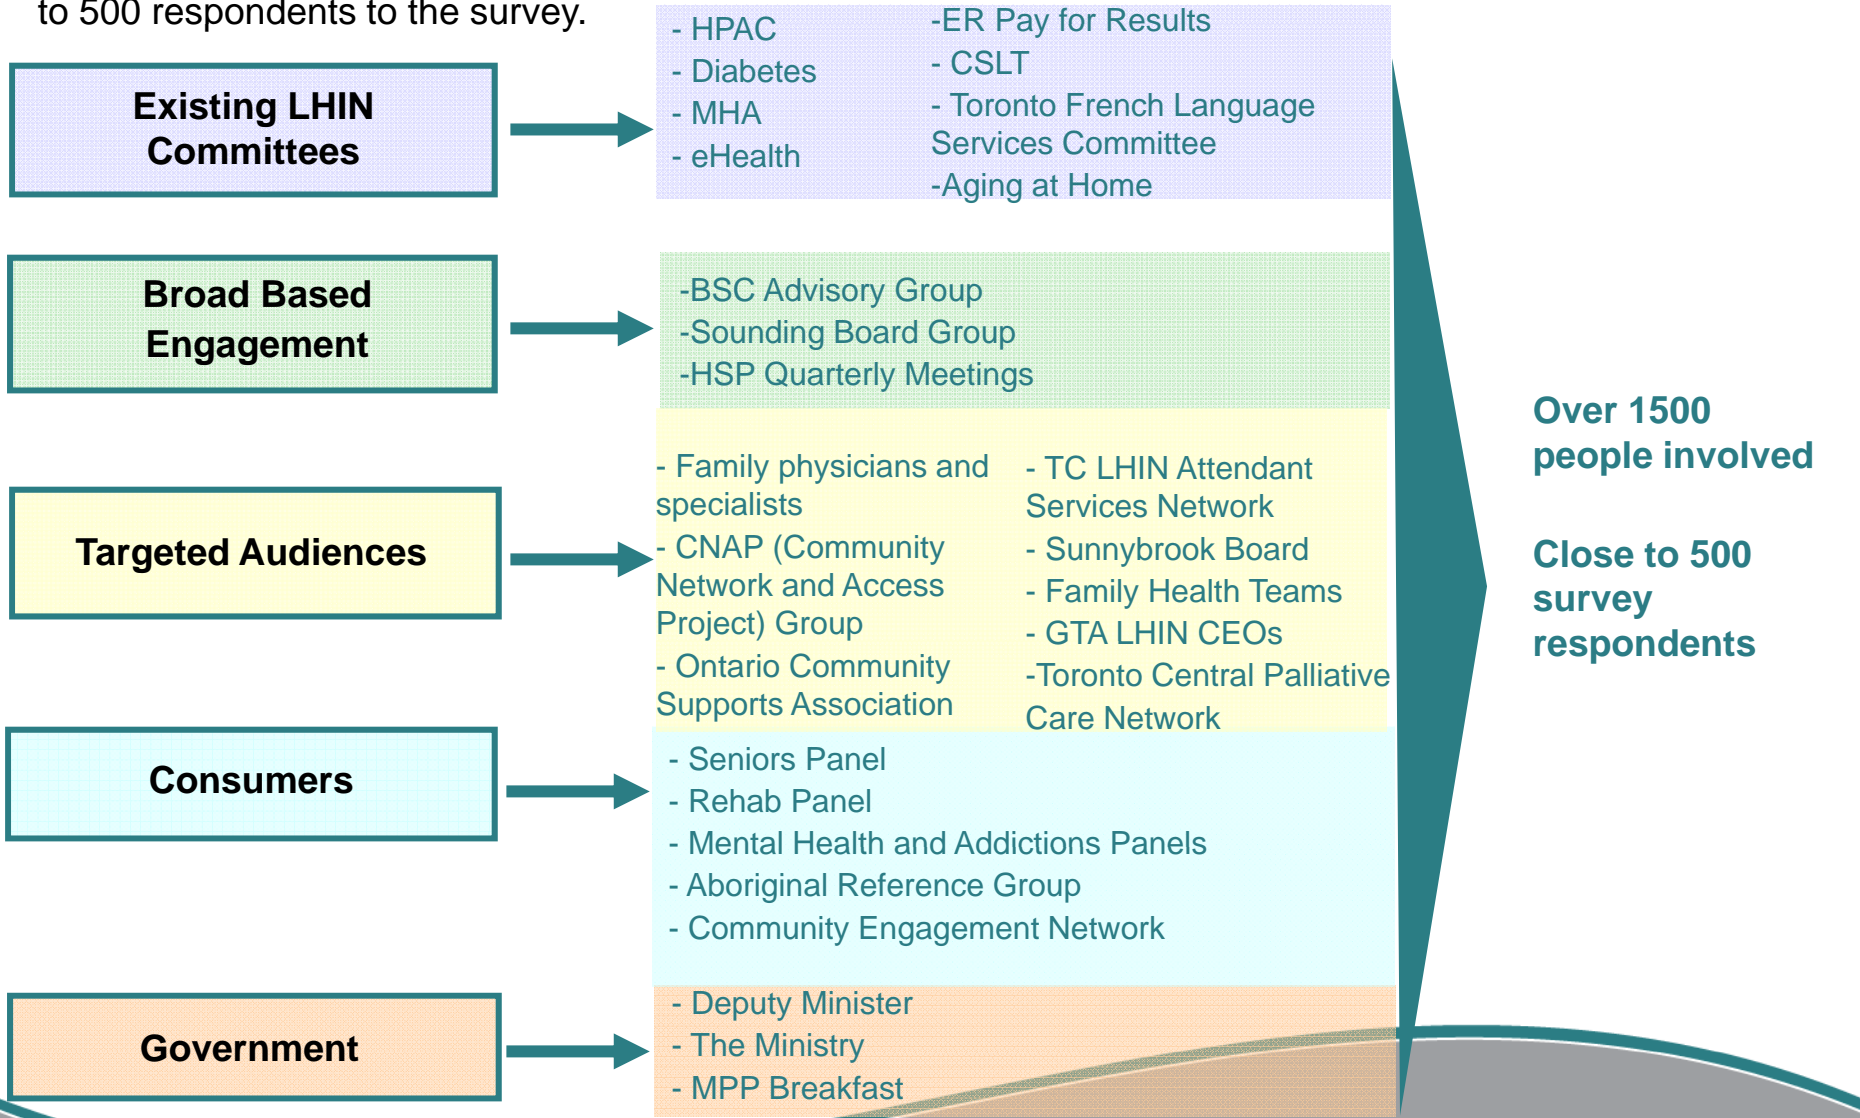 to 500 respondents to the survey.
Existing LHIN
Committees
- HPAC
- Diabetes
- MHA
- eHealth
-ER Pay for Results
- CSLT
- Toronto French Language
Services Committee
-Aging at Home
Broad Based
Engagement
-BSC Advisory Group
-Sounding Board Group
-HSP Quarterly Meetings
Targeted Audiences
- Family physicians and
specialists
- CNAP (Community
Network and Access
Project) Group
- Ontario Community
Supports Association
- TC LHIN Attendant
Services Network
- Sunnybrook Board
- Family Health Teams
- GTA LHIN CEOs
-Toronto Central Palliative
Care Network
Consumers
- Seniors Panel
- Rehab Panel
- Mental Health and Addictions Panels
- Aboriginal Reference Group
- Community Engagement Network
Government
- Deputy Minister
- The Ministry
- MPP Breakfast
Over 1500
people involved
Close to 500
survey
respondents